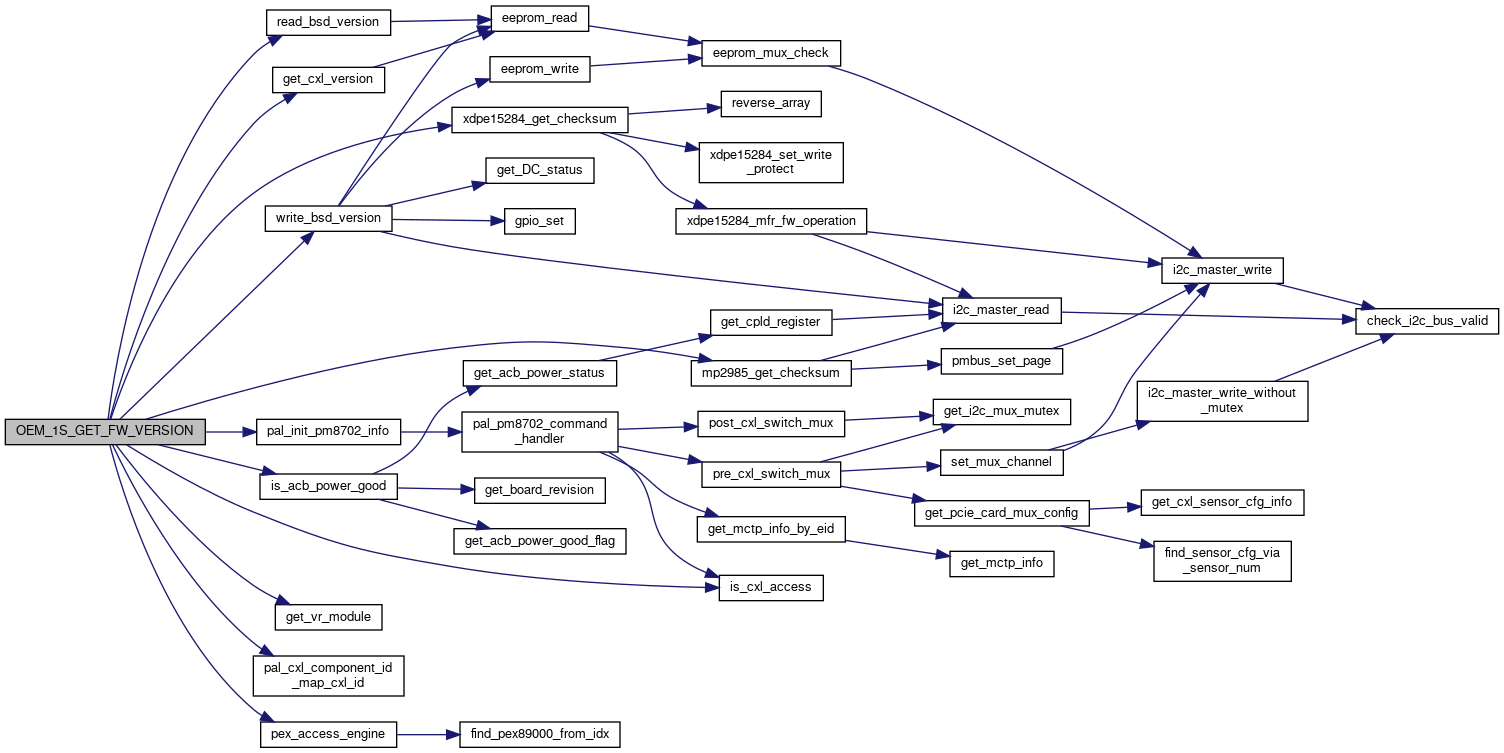 OEM_1S_GET_FW_VERSION
read_bsd_version
get_cxl_version
write_bsd_version
pal_init_pm8702_info
is_acb_power_good
get_vr_module
pal_cxl_component_id
_map_cxl_id
pex_access_engine
eeprom_read
eeprom_write
xdpe15284_get_checksum
get_DC_status
gpio_set
get_acb_power_status
pal_pm8702_command
_handler
get_board_revision
get_acb_power_good_flag
find_pex89000_from_idx
eeprom_mux_check
reverse_array
xdpe15284_set_write
_protect
xdpe15284_mfr_fw_operation
get_cpld_register
mp2985_get_checksum
post_cxl_switch_mux
pre_cxl_switch_mux
get_mctp_info_by_eid
is_cxl_access
i2c_master_read
pmbus_set_page
get_i2c_mux_mutex
set_mux_channel
get_pcie_card_mux_config
get_mctp_info
i2c_master_write
i2c_master_write_without
_mutex
get_cxl_sensor_cfg_info
find_sensor_cfg_via
_sensor_num
check_i2c_bus_valid